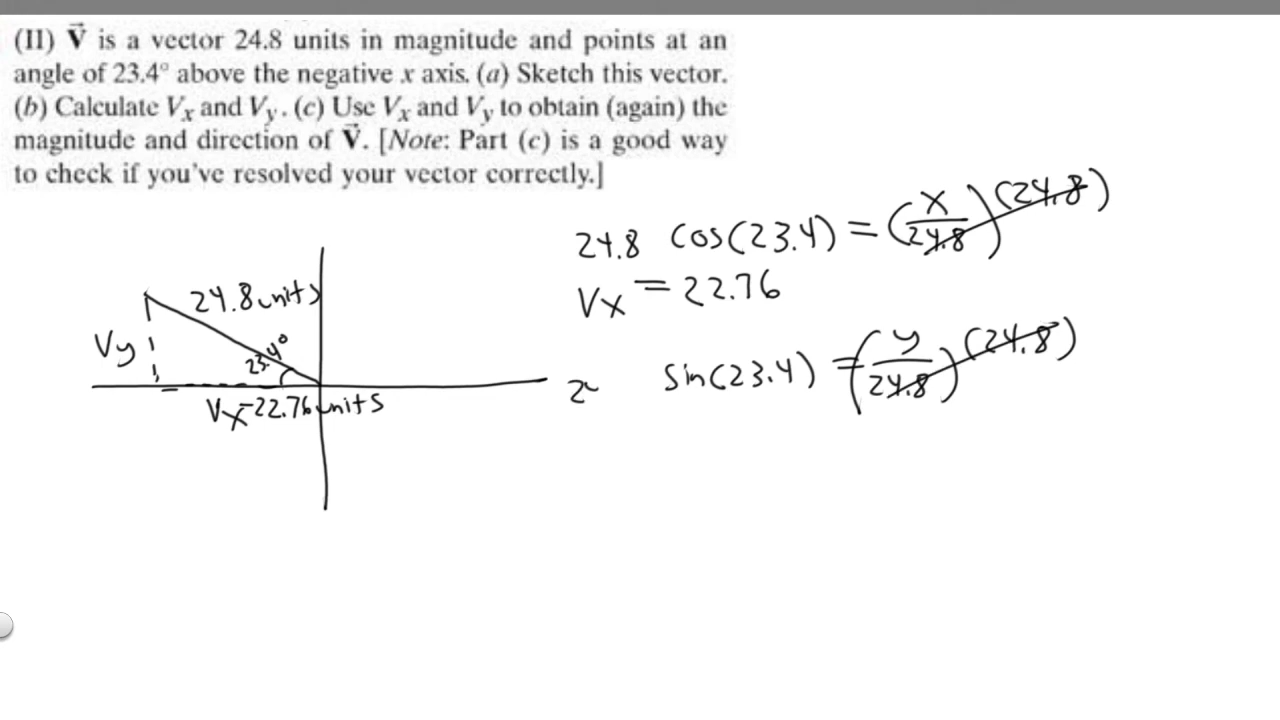 (II) V⃗ is a vector 24.8 units in magnitude and points at an
angle of 23.4° above the negative x axis. (a) Sketch this vector.
(b) Calculate Vx and Vy. (c) Use Vx and Vy to obtain (again) the
magnitude and direction of V⃗. [Note: Part (c) is a good way
to check if you've resolved your vector correctly.]
24.8 cos(23.4) = (x/24.8)(24.8)
Vx = 22.76
24.8 units
Vy
23.4°
Vx -22.76 units
sin(23.4) = (y/24.8)(24.8)